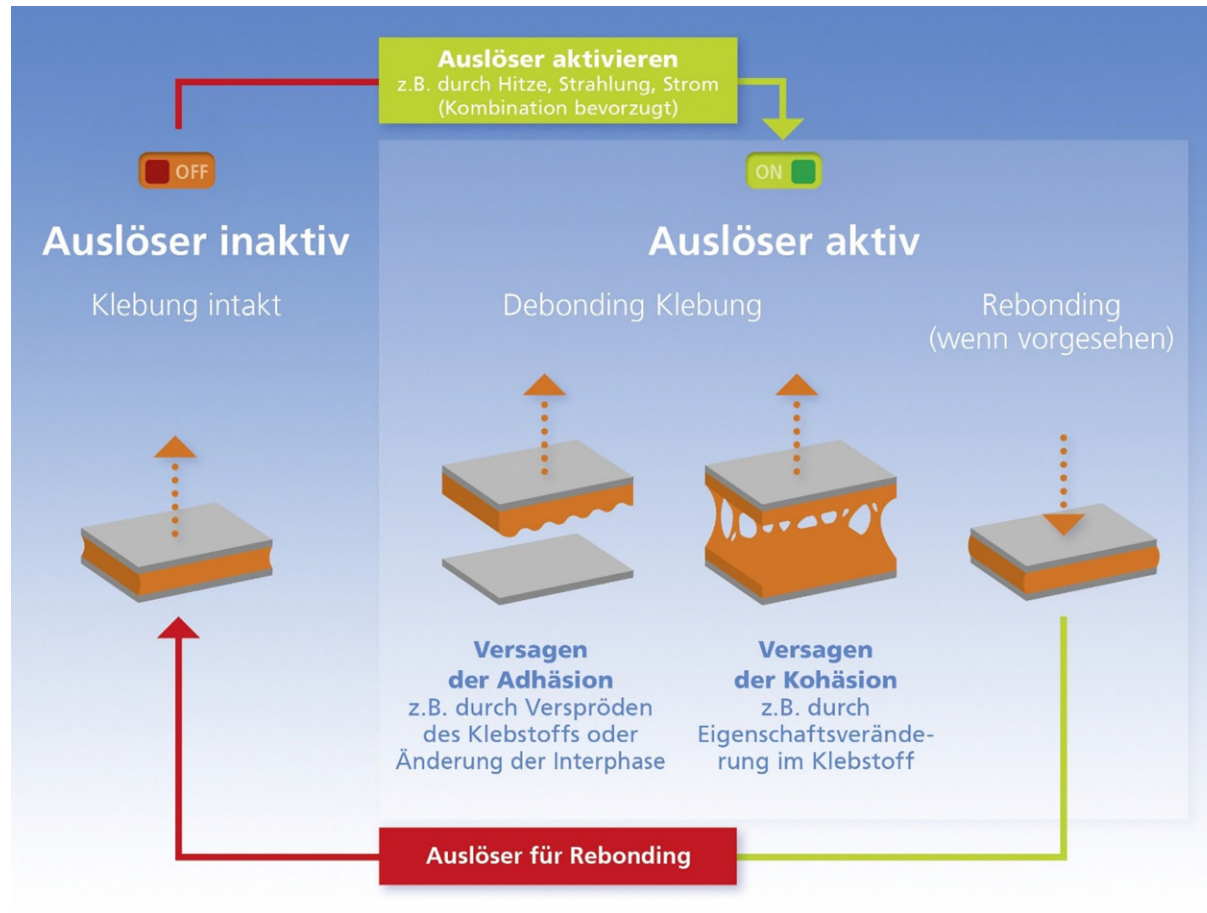 Auslöser aktivieren
z.B. durch Hitze, Strahlung, Strom
(Kombination bevorzugt)
OFF
ON
Auslöser inaktiv
Auslöser aktiv
Klebung intakt
Debonding Klebung
Rebonding
(wenn vorgesehen)
Versagen
der Adhäsion
z.B. durch Verspröden
des Klebstoffs oder
Änderung der Interphase
Versagen
der Kohäsion
z.B. durch
Eigenschaftsverände-
rung im Klebstoff
Auslöser für Rebonding